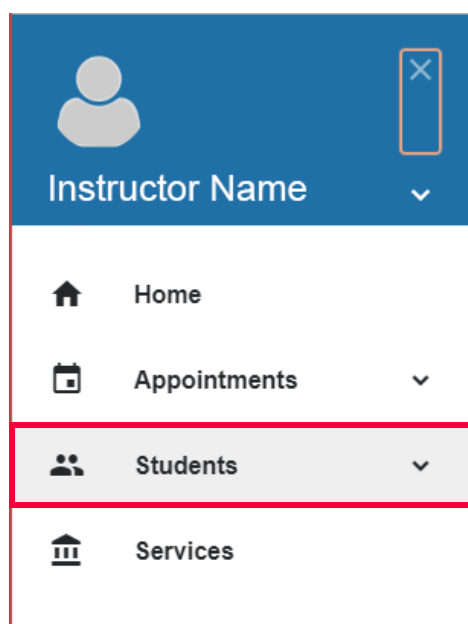 Instructor Name
Home
Appointments
Students
Services